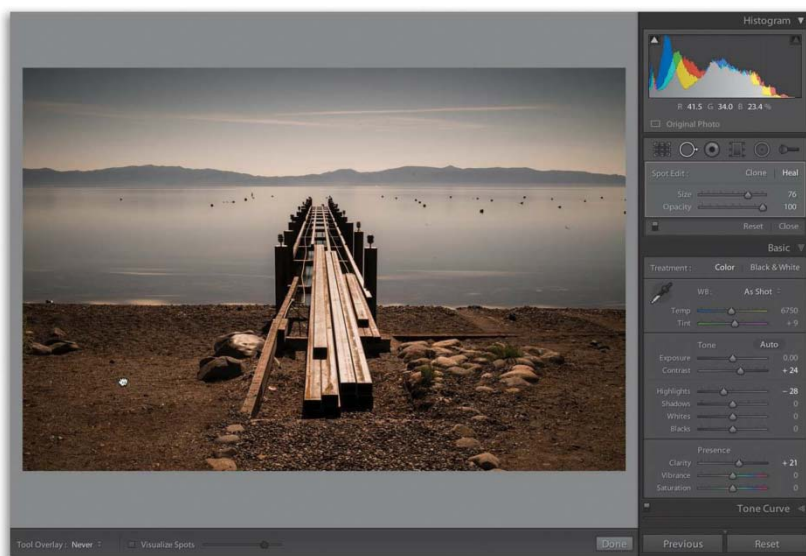 Histogram
R 41.5 G 34.0 B 23.4 %
Original Photo
Spot Edit : Clone Heal
Size 76
Opacity 100
Reset Close
Basic
Treatment : Color Black & White
WB : As Shot
Temp 6750
Tint + 9
Tone Auto
Exposure 0.00
Contrast + 24
Highlights − 28
Shadows 0
Whites 0
Blacks 0
Presence
Clarity + 21
Vibrance 0
Saturation 0
Tone Curve
Tool Overlay : Never Visualize Spots Done Previous Reset